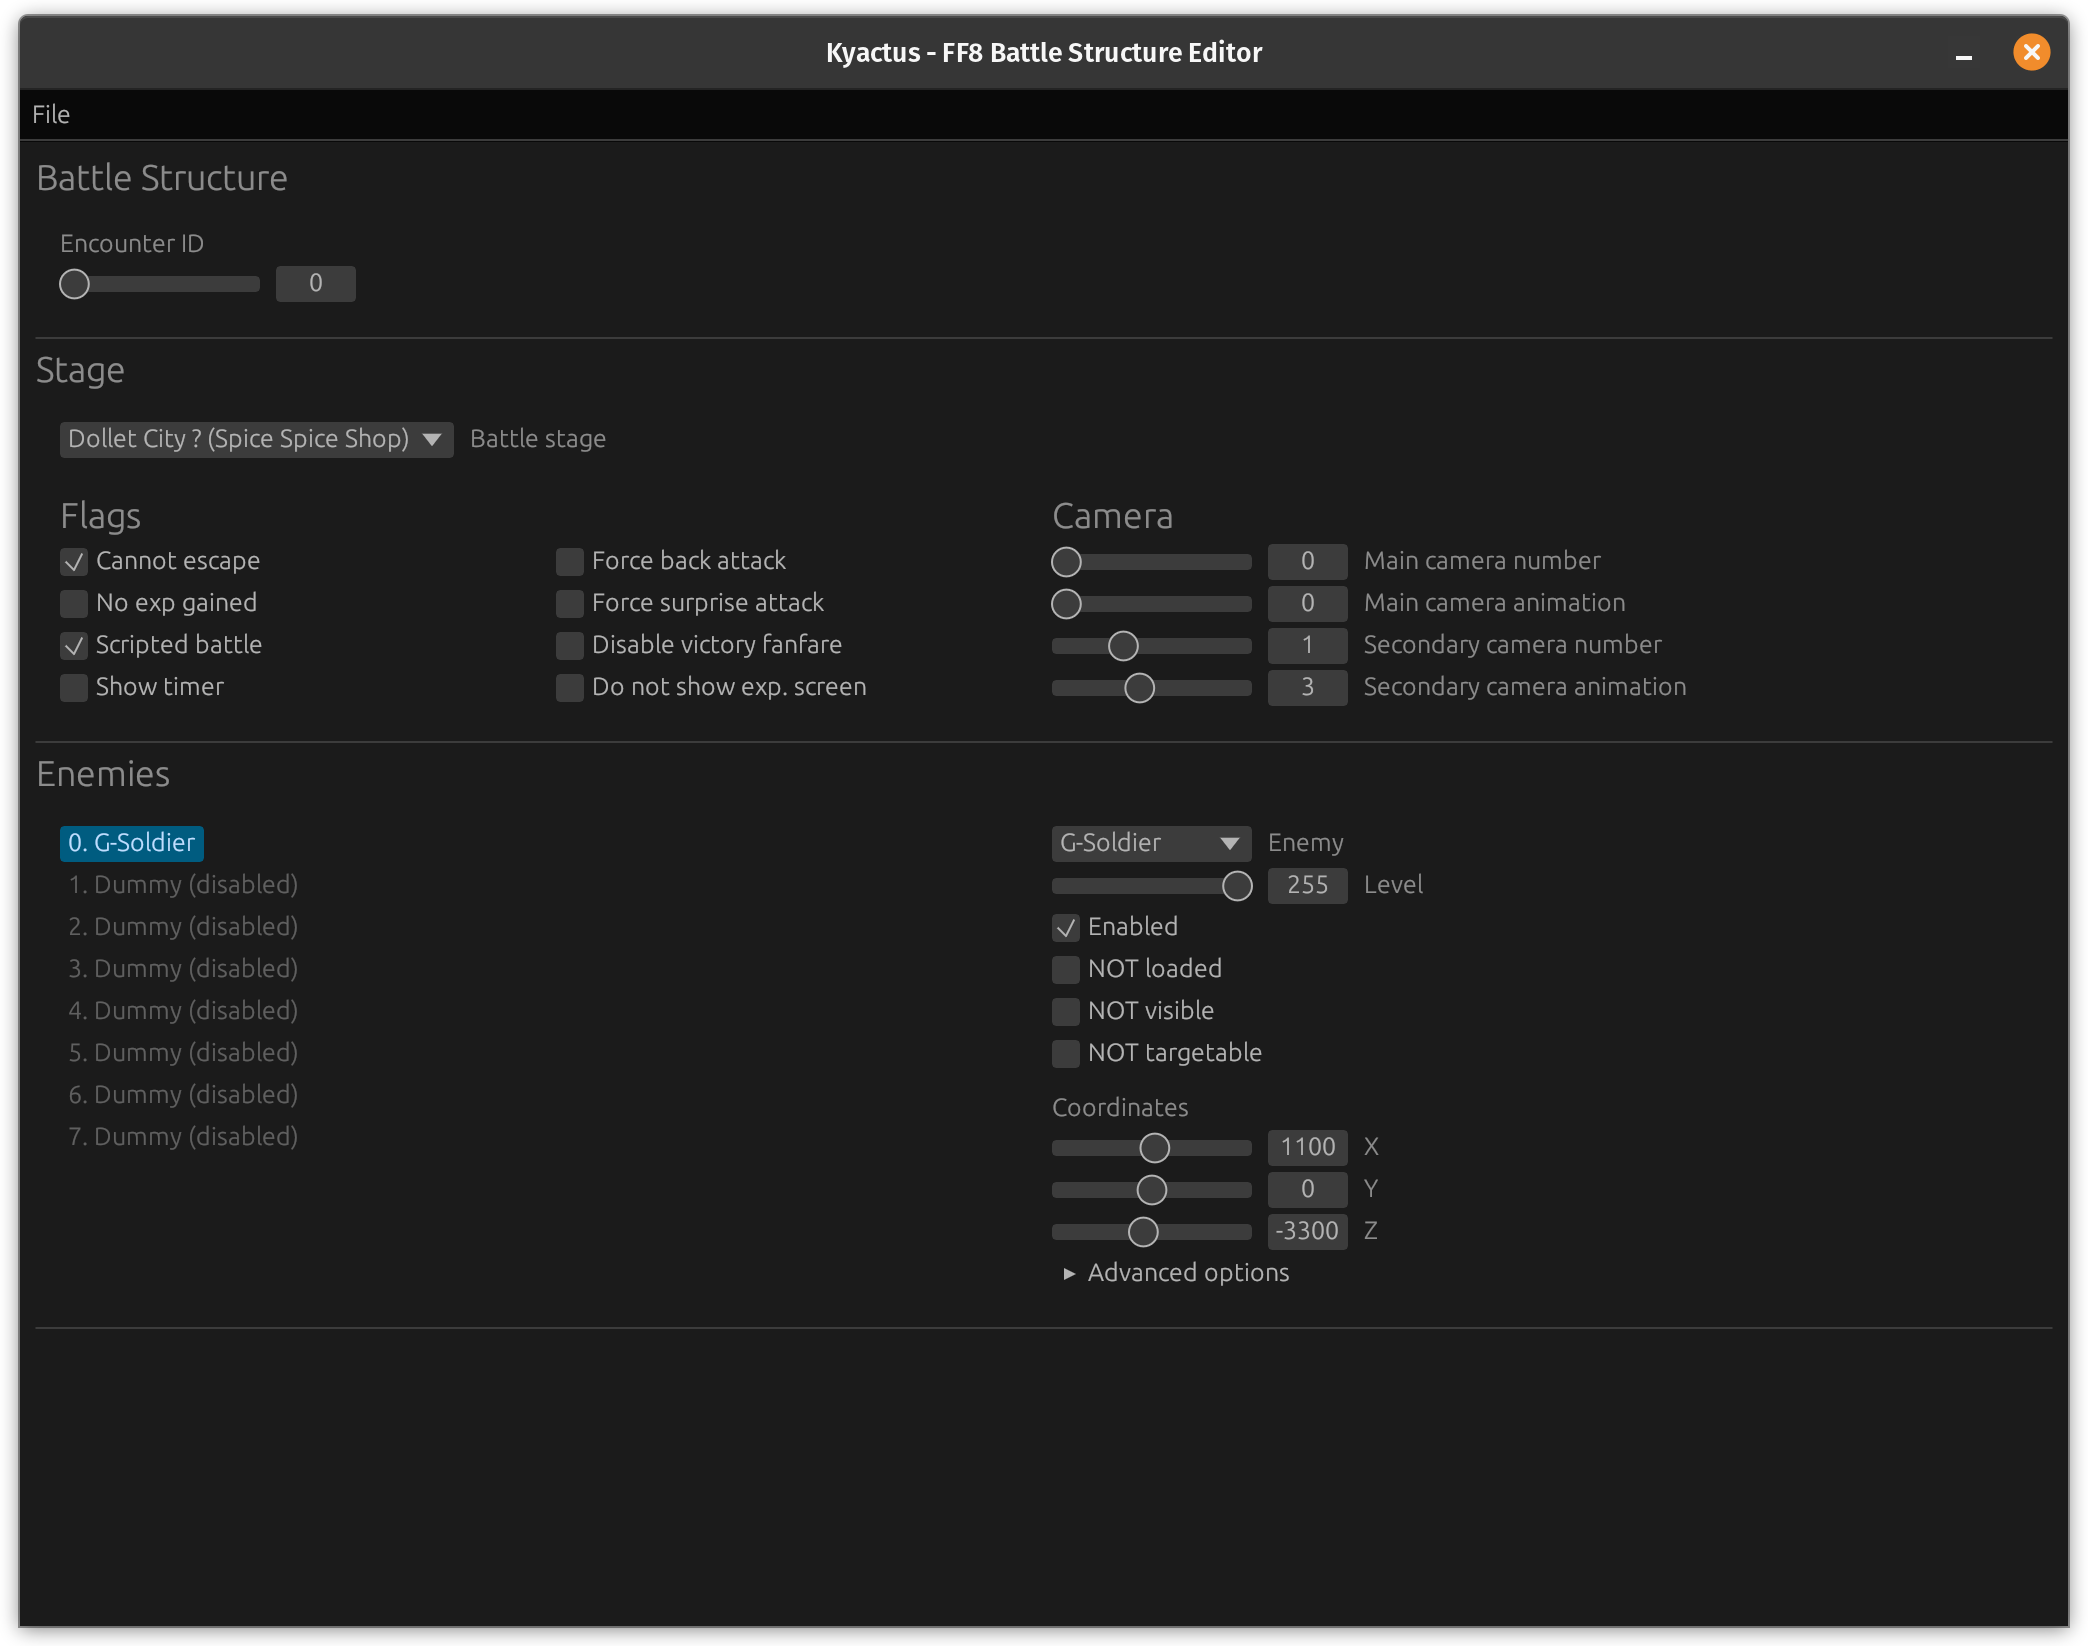 Kyactus - FF8 Battle Structure Editor
File
Battle Structure
Encounter ID
0
Stage
Dollet City ? (Spice Spice Shop) Battle stage
Flags
Cannot escape
No exp gained
Scripted battle
Show timer
Force back attack
Force surprise attack
Disable victory fanfare
Do not show exp. screen
Camera
0 Main camera number
0 Main camera animation
1 Secondary camera number
3 Secondary camera animation
Enemies
0. G-Soldier
1. Dummy (disabled)
2. Dummy (disabled)
3. Dummy (disabled)
4. Dummy (disabled)
5. Dummy (disabled)
6. Dummy (disabled)
7. Dummy (disabled)
G-Soldier Enemy
255 Level
Enabled
NOT loaded
NOT visible
NOT targetable
Coordinates
1100 X
0 Y
-3300 Z
Advanced options